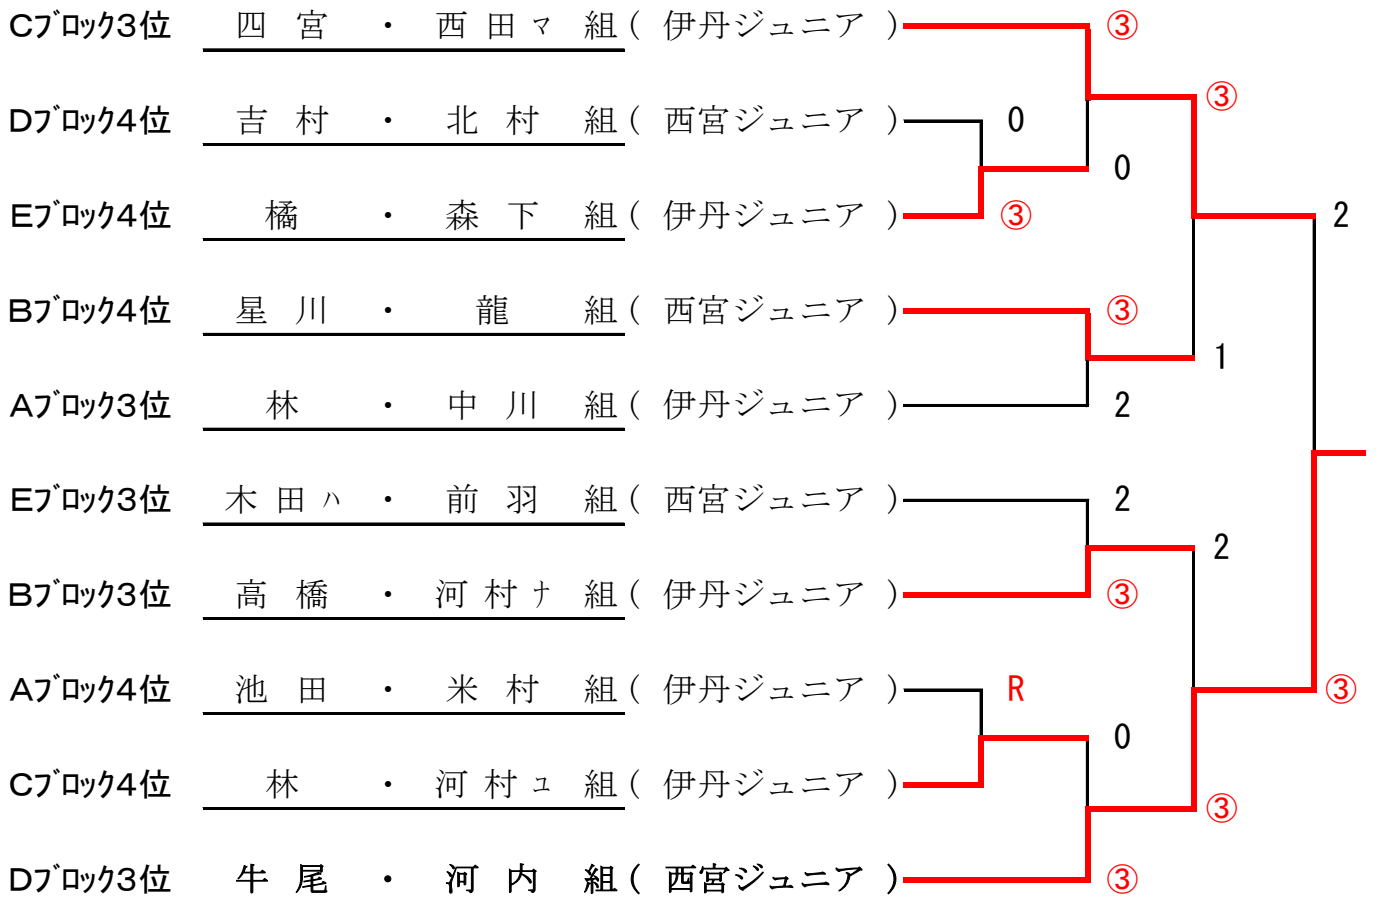 Cブロック3位 四宮 ・ 西田マ 組( 伊丹ジュニア ) ③
③
Dブロック4位 吉村 ・ 北村 組( 西宮ジュニア ) 0
0
Eブロック4位 橘 ・ 森下 組( 伊丹ジュニア ) ③ 2
Bブロック4位 星川 ・ 龍 組( 西宮ジュニア ) ③
1
Aブロック3位 林 ・ 中川 組( 伊丹ジュニア ) 2
Eブロック3位 木田ハ ・ 前羽 組( 西宮ジュニア ) 2
2
Bブロック3位 高橋 ・ 河村ナ 組( 伊丹ジュニア ) ③
Aブロック4位 池田 ・ 米村 組( 伊丹ジュニア ) R ③
0
Cブロック4位 林 ・ 河村ュ 組( 伊丹ジュニア )
③
Dブロック3位 牛尾 ・ 河内 組( 西宮ジュニア ) ③